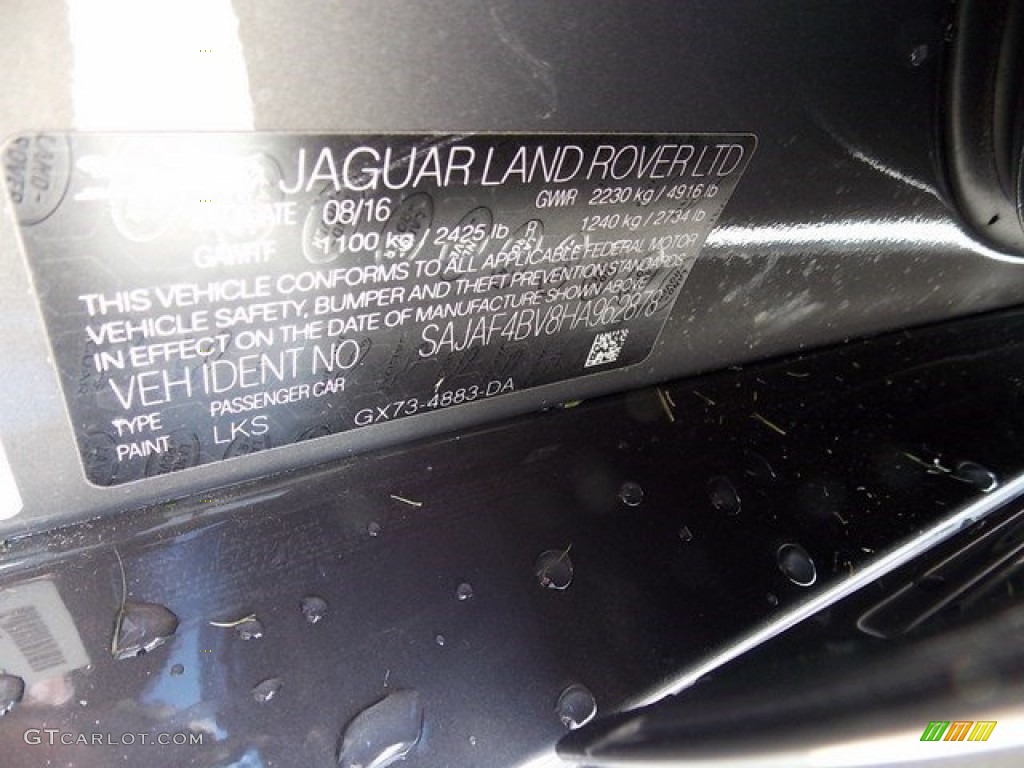 JAGUAR LAND ROVER LTD
08/16 GVWR 2230 kg / 4916 lb
1100 kg / 2425 lb 1240 kg / 2734 lb
THIS VEHICLE CONFORMS TO ALL APPLICABLE FEDERAL MOTOR
VEHICLE SAFETY, BUMPER AND THEFT PREVENTION STANDARDS
IN EFFECT ON THE DATE OF MANUFACTURE SHOWN ABOVE
VEH IDENT NO SAJAF4BV8HA962878
TYPE PASSENGER CAR
PAINT LKS GX73-4883-DA
GTCARLOT.COM